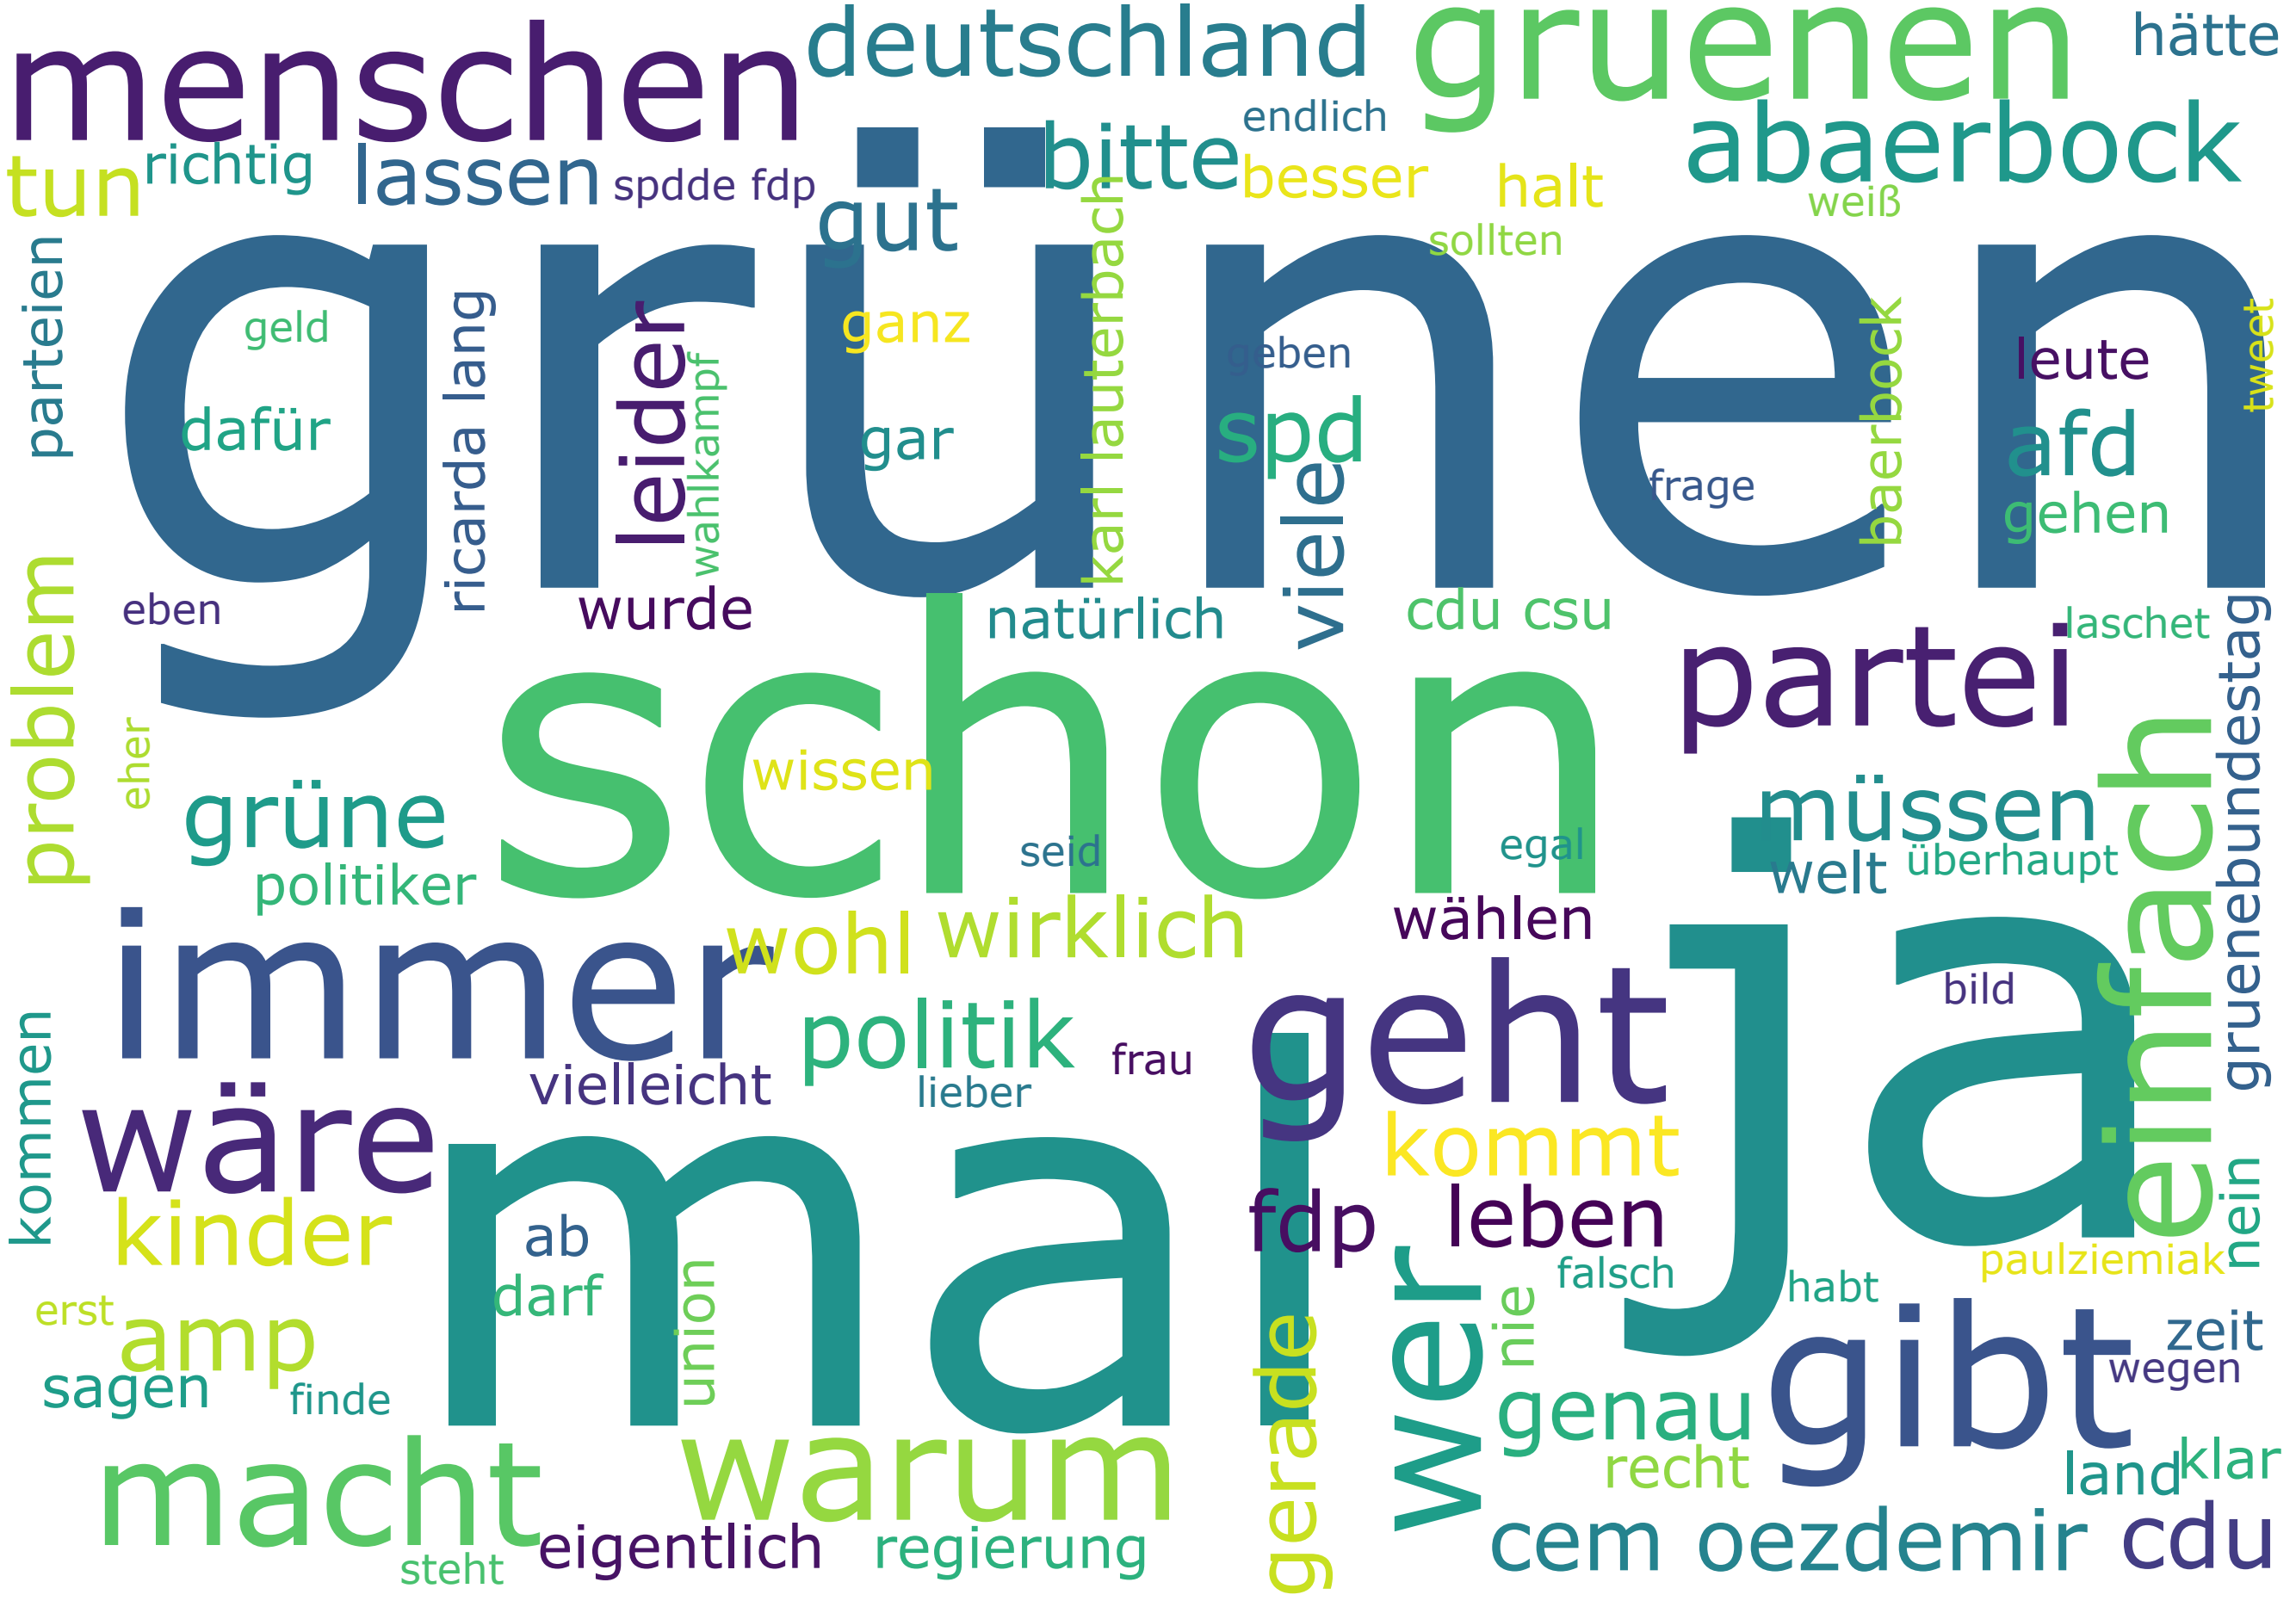 menschen
deutschland
gruenen
hätte
endlich
abaerbock
tun
richtig
lassen
spdde fdp
bitte
besser
halt
weiß
gut
sollten
grünen
parteien
geld
ricarda lang
leider
wahlkampf
ganz
karl lauterbach
geben
baerbock
leute
tweet
dafür
gar
spd
viele
frage
afd
gehen
problem
eben
wurde
natürlich
cdu csu
laschet
gruenebundestag
schon
partei
eher
wissen
einfach
grüne
müssen
seid
egal
politiker
welt
überhaupt
immer
wohl
wirklich
wählen
ja
bild
kommen
politik
geht
vielleicht
lieber
frau
wäre
mal
kommt
kinder
ab
fdp
leben
wer
nein
paulziemiak
darf
union
falsch
habt
erst
amp
gerade
nie
gibt
zeit
sagen
finde
genau
wegen
macht
warum
recht
land
klar
steht
eigentlich
regierung
cem oezdemir
cdu